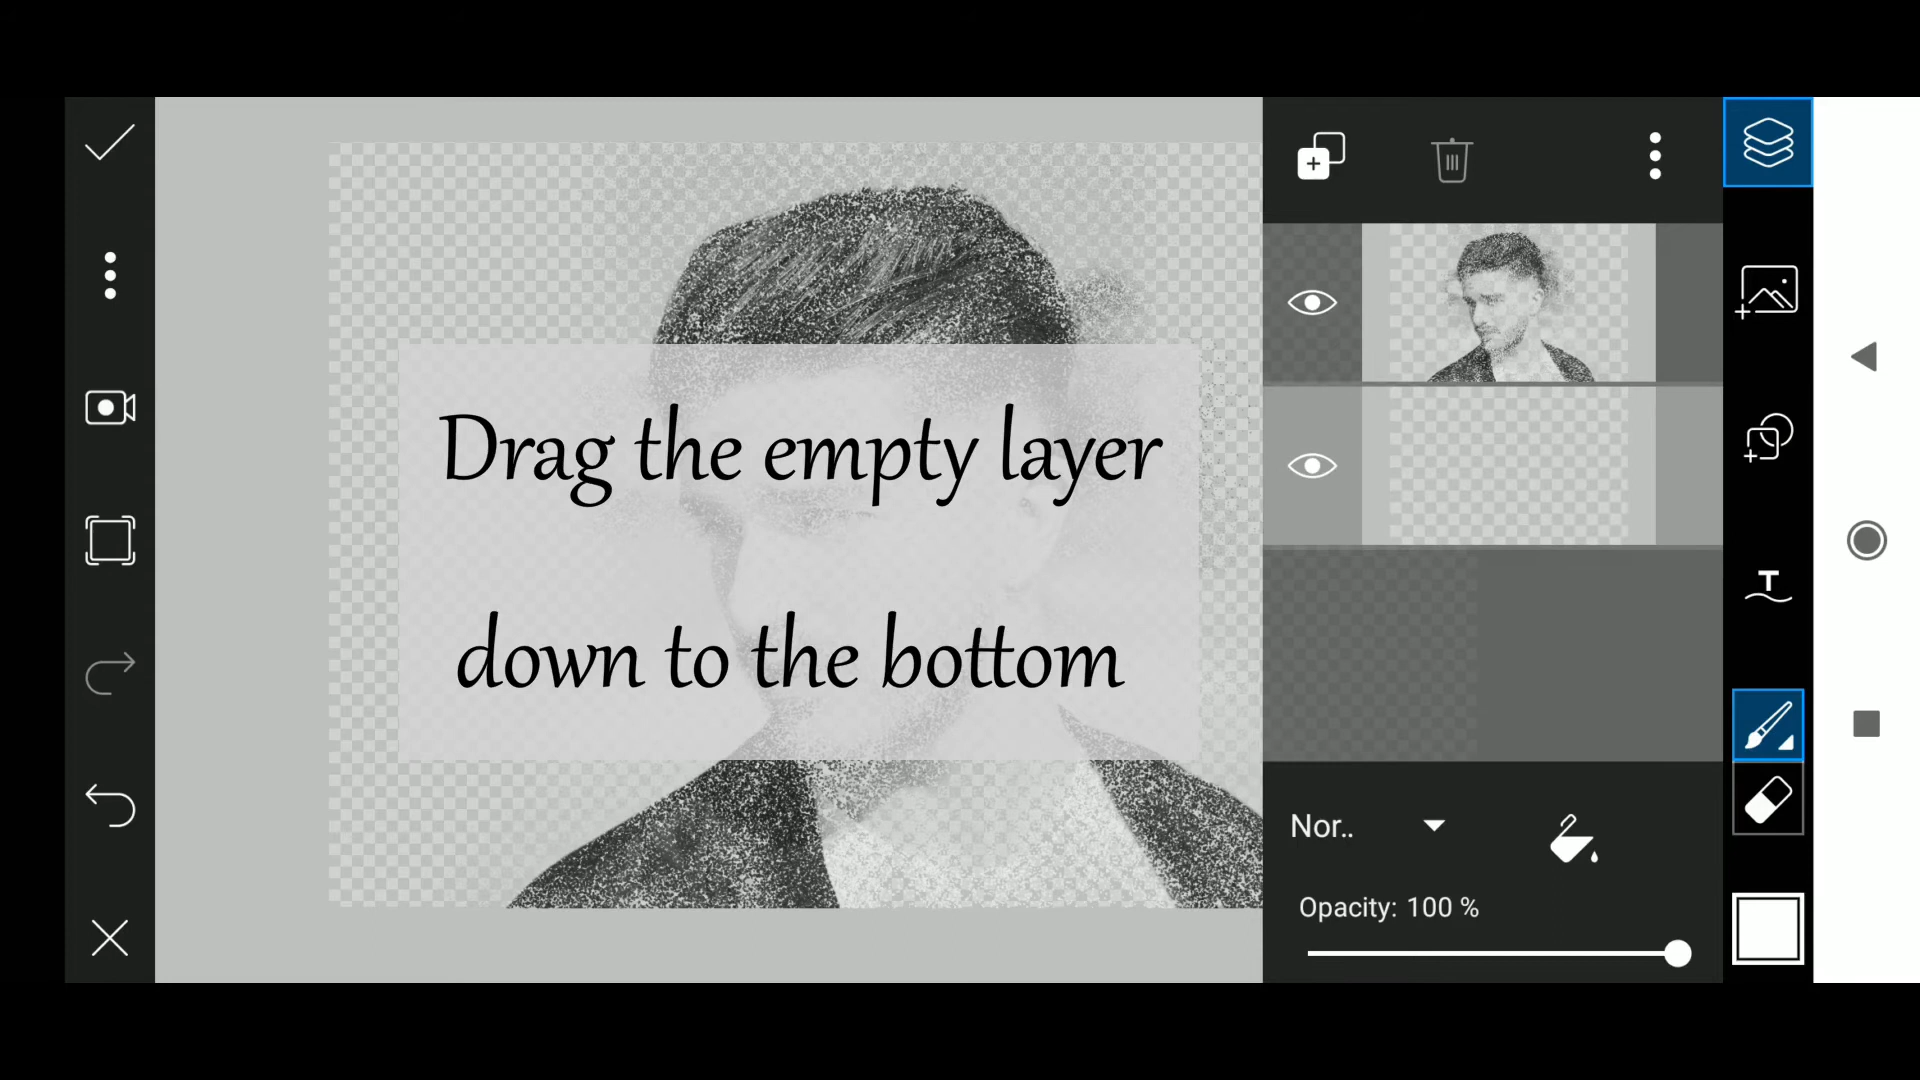 Drag the empty layer
down to the bottom
Nor..
Opacity: 100 %
T